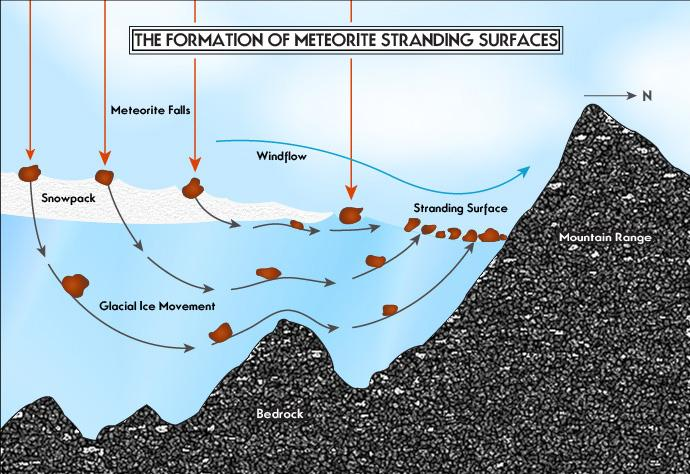 THE FORMATION OF METEORITE STRANDING SURFACES
N
Meteorite Falls
Windflow
Snowpack
Stranding Surface
Mountain Range
Glacial Ice Movement
Bedrock